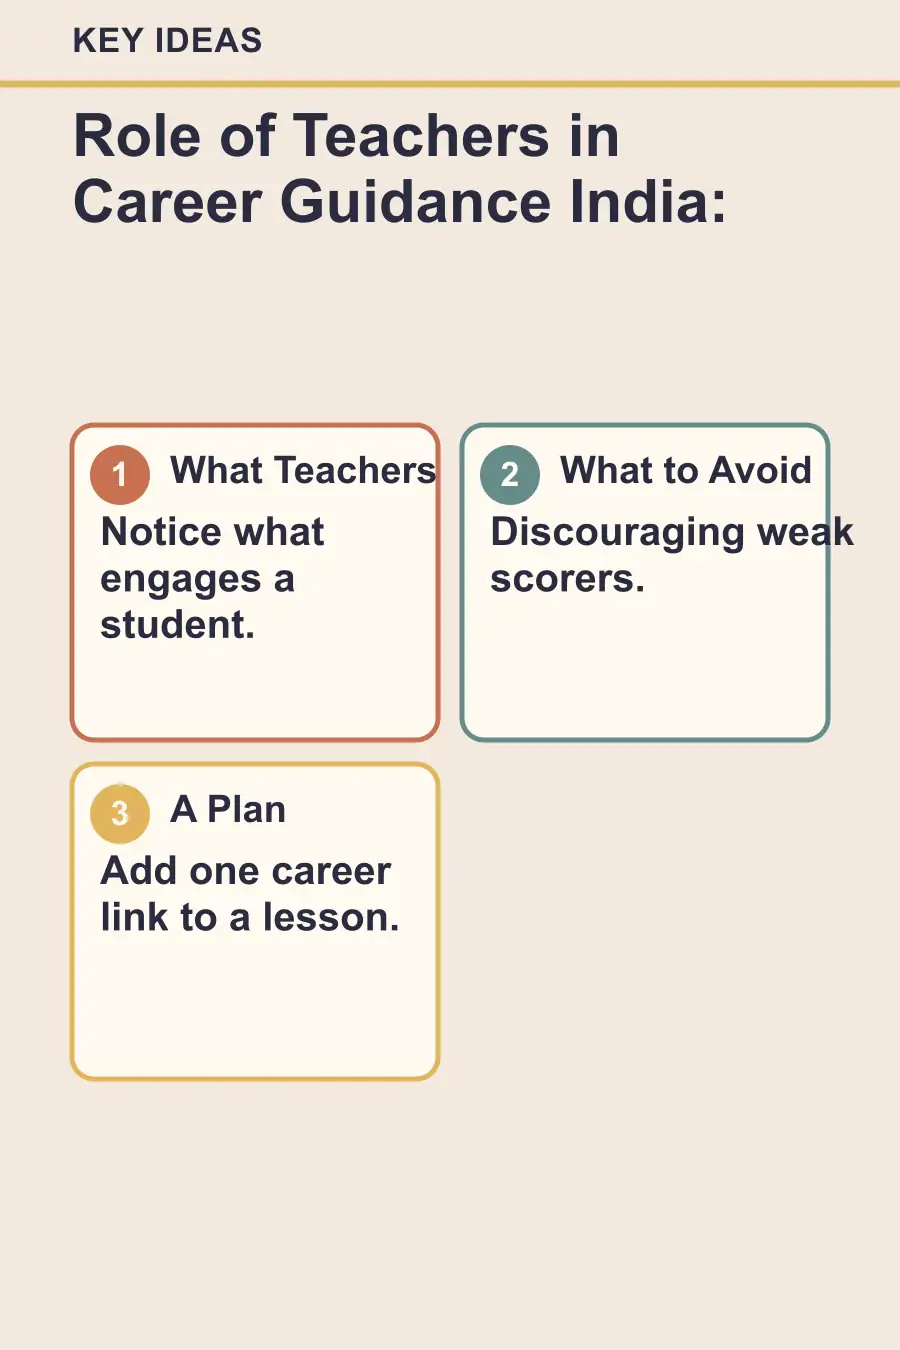 KEY IDEAS
Role of Teachers in
Career Guidance India:
1 What Teachers
Notice what
engages a
student.
2 What to Avoid
Discouraging weak
scorers.
3 A Plan
Add one career
link to a lesson.